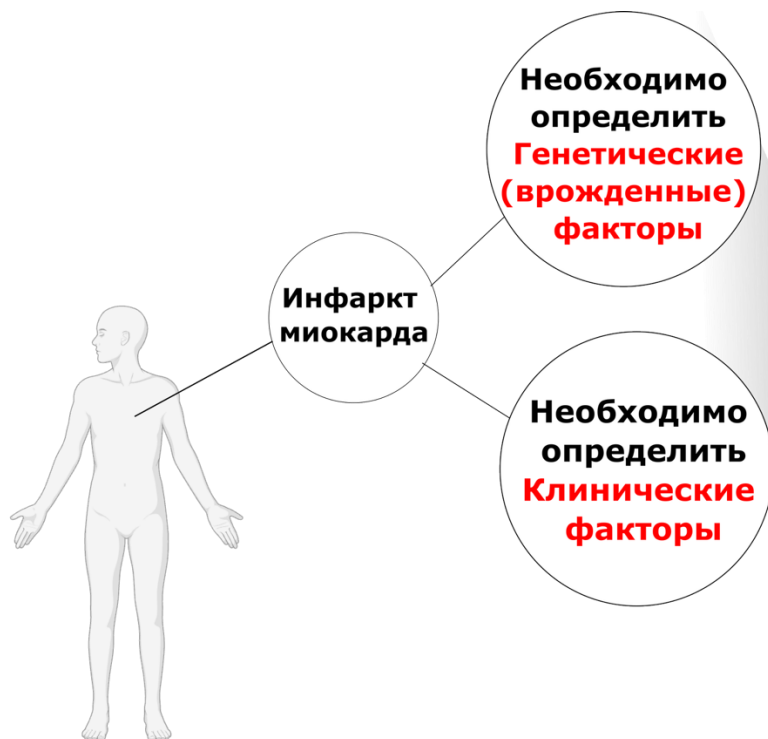 Необходимо
определить
Генетические
(врожденные)
факторы
Инфаркт
миокарда
Необходимо
определить
Клинические
факторы